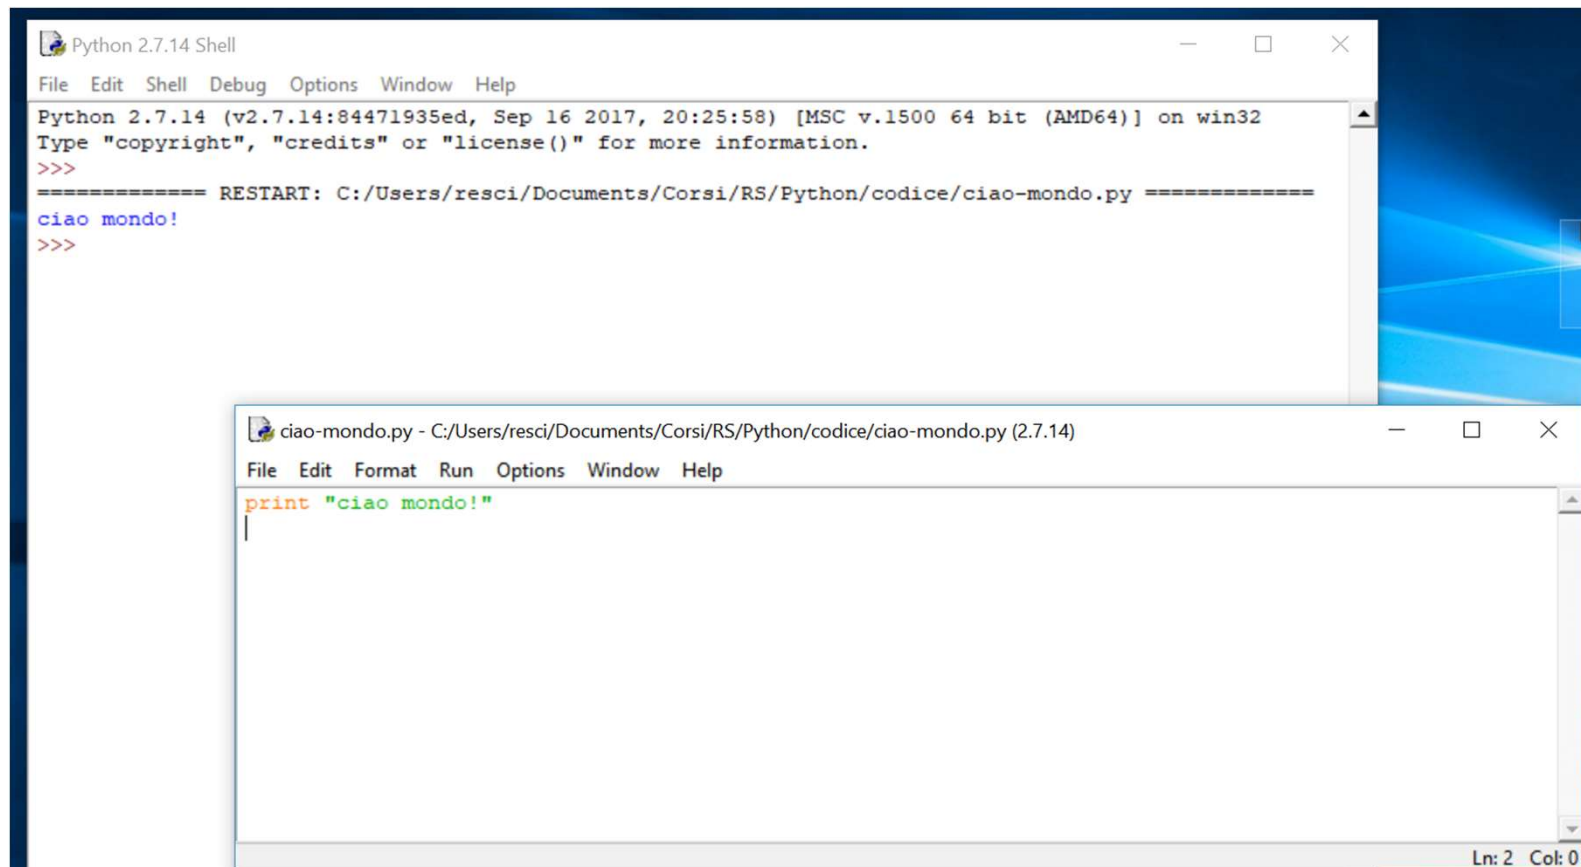 Python 2.7.14 Shell
File Edit Shell Debug Options Window Help
Python 2.7.14 (v2.7.14:84471935ed, Sep 16 2017, 20:25:58) [MSC v.1500 64 bit (AMD64)] on win32
Type "copyright", "credits" or "license()" for more information.
>>>
============= RESTART: C:/Users/resci/Documents/Corsi/RS/Python/codice/ciao-mondo.py =============
ciao mondo!
>>>
ciao-mondo.py - C:/Users/resci/Documents/Corsi/RS/Python/codice/ciao-mondo.py (2.7.14)
File Edit Format Run Options Window Help
print "ciao mondo!"
Ln: 2 Col: 0